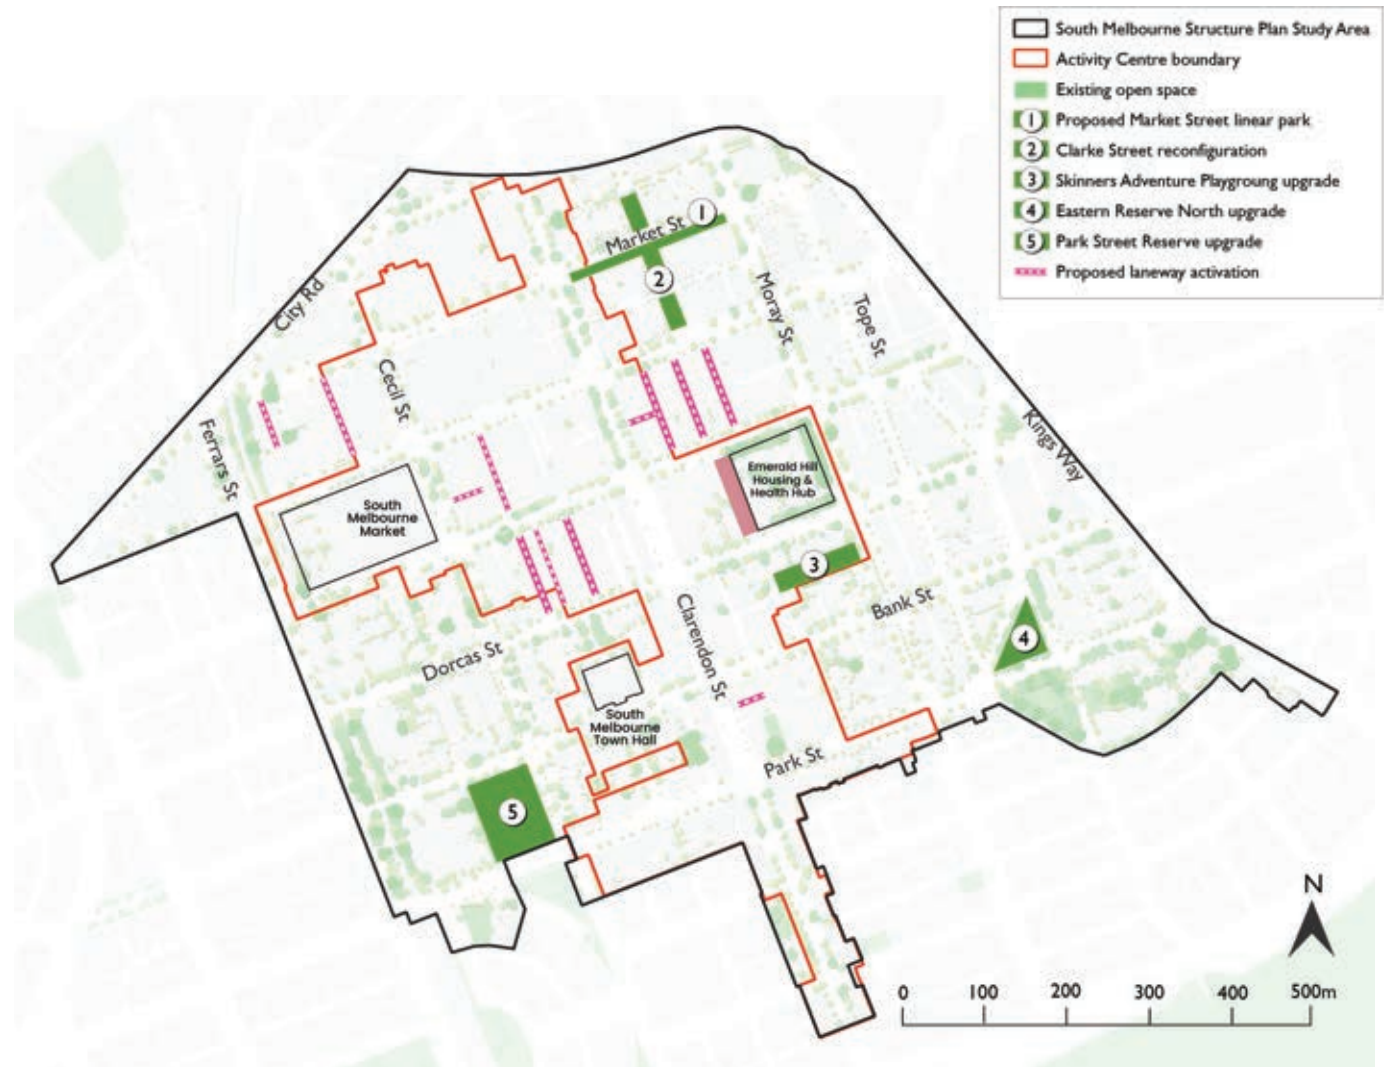 South Melbourne Structure Plan Study Area
Activity Centre boundary
Existing open space
1 Proposed Market Street linear park
2 Clarke Street reconfiguration
3 Skinners Adventure Playgroung upgrade
4 Eastern Reserve North upgrade
5 Park Street Reserve upgrade
Proposed laneway activation
Market St
1
2
City Rd
Moray St
Tope St
Cecil St
Ferrars St
Kings Way
Emerald Hill
Housing &
Health Hub
South
Melbourne
Market
3
Bank St
Clarendon St
4
Dorcas St
South
Melbourne
Town Hall
Park St
5
N
0 100 200 300 400 500m